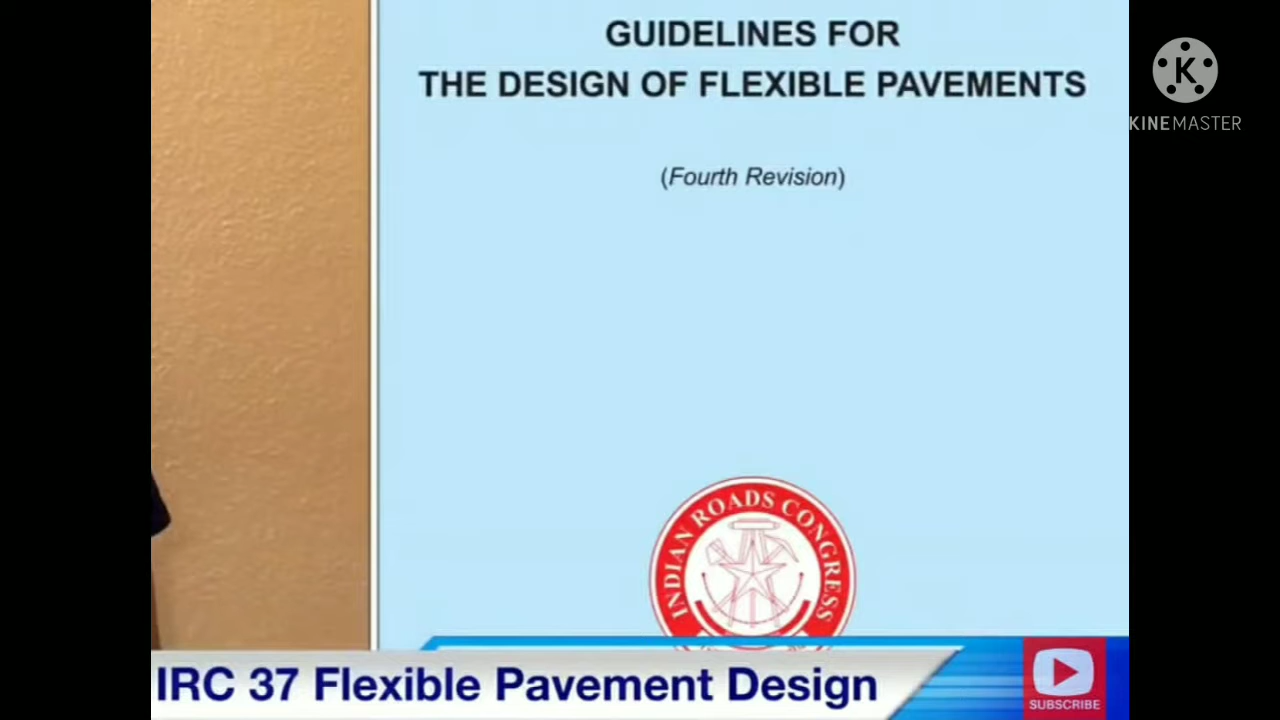 GUIDELINES FOR
THE DESIGN OF FLEXIBLE PAVEMENTS
(Fourth Revision)
K
KINEMASTER
INDIAN ROADS CONGRESS
IRC 37 Flexible Pavement Design
SUBSCRIBE